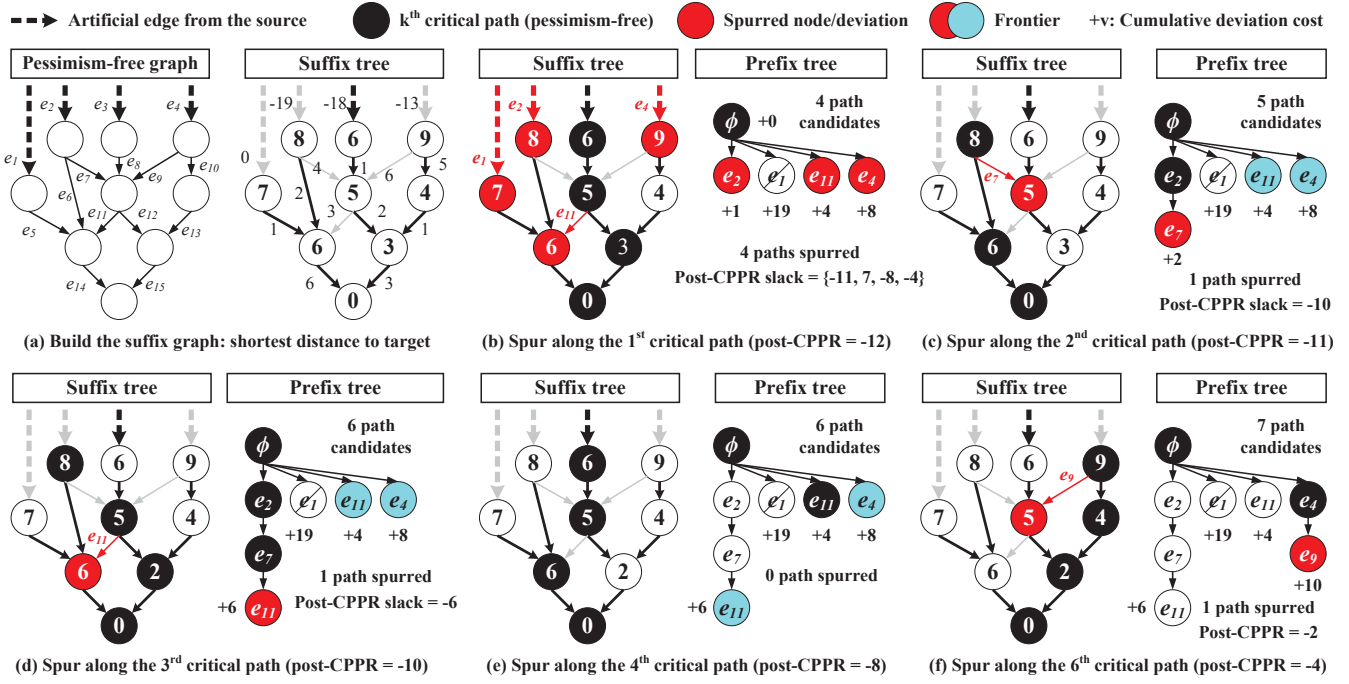 Artificial edge from the source
kth critical path (pessimism-free)
Spurred node/deviation
Frontier
+v: Cumulative deviation cost
Pessimism-free graph
e2
e3
e4
e1
e8
e7
e9
e10
e6
e11
e12
e5
e13
e14
e15
Suffix tree
-19
-18
-13
8
6
9
0
4
1
6
5
7
5
4
2
3
2
1
1
6
3
6
3
0
(a) Build the suffix graph: shortest distance to target
Suffix tree
e2
e4
8
6
9
e1
7
5
4
e11
6
3
0
Prefix tree
4 path
candidates
ϕ
+0
e2
e1
e11
e4
+1
+19
+4
+8
4 paths spurred
Post-CPPR slack = {-11, 7, -8, -4}
(b) Spur along the 1st critical path (post-CPPR = -12)
Suffix tree
8
6
9
e7
7
5
4
6
3
0
Prefix tree
5 path
candidates
ϕ
e2
e1
e11
e4
+19
+4
+8
e7
+2
1 path spurred
Post-CPPR slack = -10
(c) Spur along the 2nd critical path (post-CPPR = -11)
Suffix tree
8
6
9
7
5
4
e11
6
2
0
Prefix tree
6 path
candidates
ϕ
e2
e1
e11
e4
+19
+4
+8
e7
1 path spurred
Post-CPPR slack = -6
+6
e11
(d) Spur along the 3rd critical path (post-CPPR = -10)
Suffix tree
8
6
9
7
5
4
6
2
0
Prefix tree
6 path
candidates
ϕ
e2
e1
e11
e4
+19
+4
+8
e7
0 path spurred
+6
e11
(e) Spur along the 4th critical path (post-CPPR = -8)
Suffix tree
8
6
9
e9
7
5
4
6
2
0
Prefix tree
7 path
candidates
ϕ
e2
e1
e11
e4
+19
+4
e7
e9
+10
+6
e11
1 path spurred
Post-CPPR = -2
(f) Spur along the 6th critical path (post-CPPR = -4)